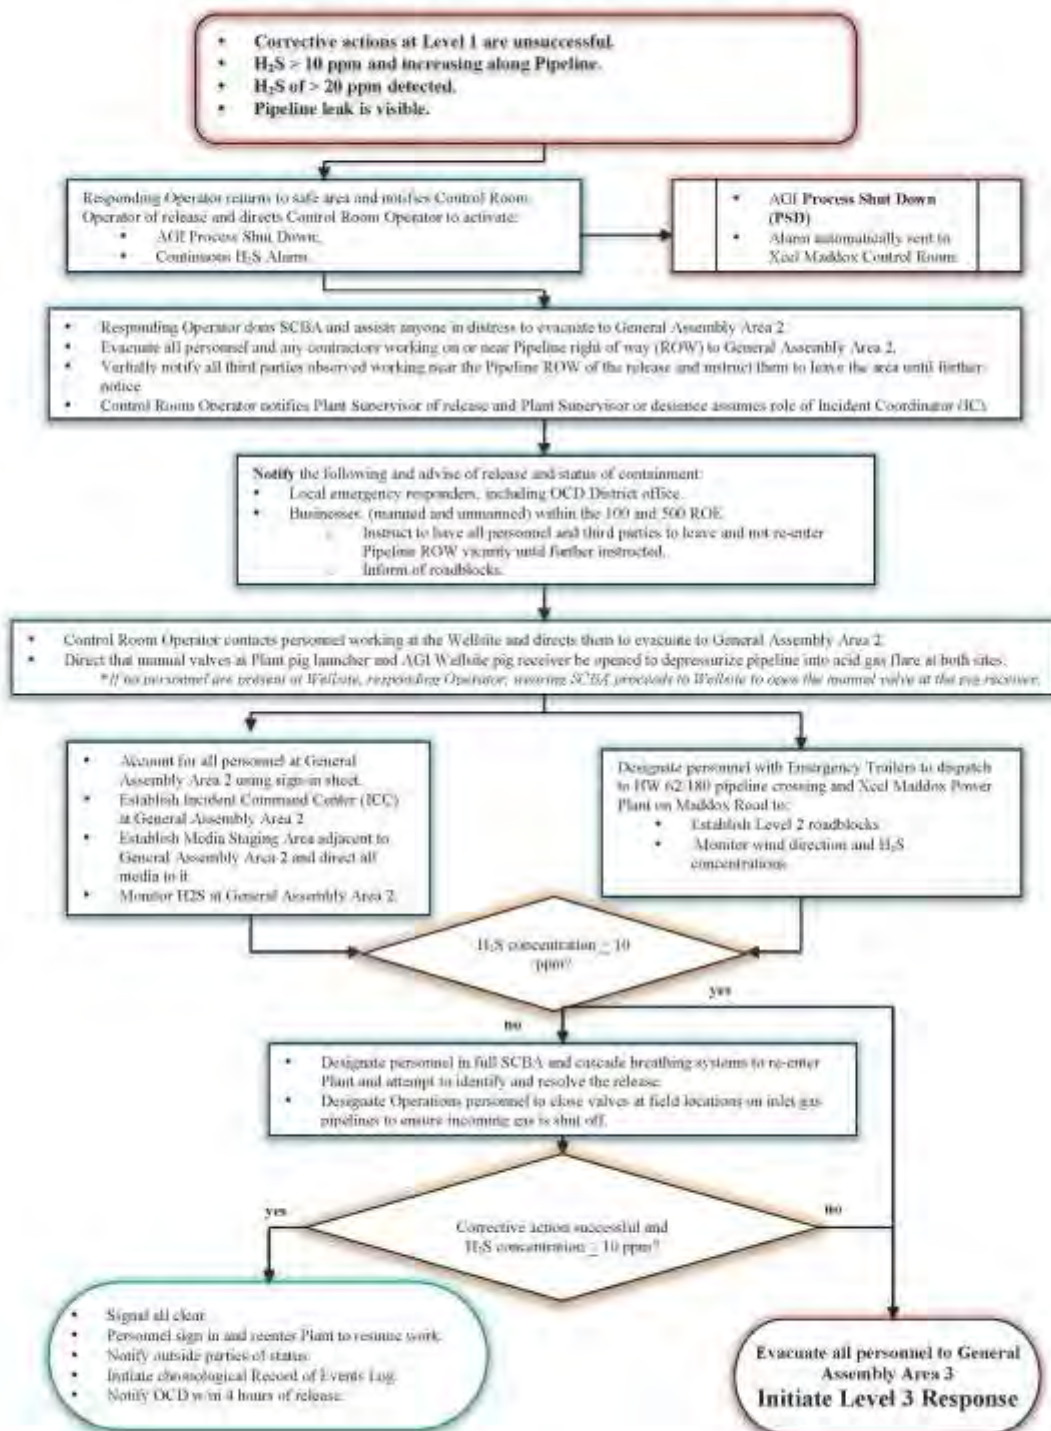 • Corrective actions at Level 1 are unsuccessful.
• H₂S > 10 ppm and increasing along Pipeline.
• H₂S of > 20 ppm detected.
• Pipeline leak is visible.
Responding Operator returns to safe area and notifies Control Room
Operator of release and directs Control Room Operator to activate:
• AGI Process Shut Down.
• Continuous H₂S Alarm.
• AGI Process Shut Down
(PSD)
• Alarm automatically sent to
Xcel Maddox Control Room.
• Responding Operator dons SCBA and assists anyone in distress to evacuate to General Assembly Area 2
• Evacuate all personnel and any contractors working on or near Pipeline right of way (ROW) to General Assembly Area 2.
• Verbally notify all third parties observed working near the Pipeline ROW of the release and instruct them to leave the area until further
notice
• Control Room Operator notifies Plant Supervisor of release and Plant Supervisor or designee assumes role of Incident Coordinator (IC).
Notify the following and advise of release and status of containment:
• Local emergency responders, including OCD District office.
• Businesses (manned and unmanned) within the 100 and 500 ROE
Instruct to have all personnel and third parties to leave and not re-enter
Pipeline ROW vicinity until further instructed.
Inform of roadblocks.
• Control Room Operator contacts personnel working at the Wellsite and directs them to evacuate to General Assembly Area 2.
• Direct that manual valves at Plant pig launcher and AGI Wellsite pig receiver be opened to depressurize pipeline into acid gas flare at both sites.
*If no personnel are present at Wellsite, responding Operator, wearing SCBA proceeds to Wellsite to open the manual valve at the pig receiver.
• Account for all personnel at General
Assembly Area 2 using sign-in sheet.
• Establish Incident Command Center (ICC)
at General Assembly Area 2
• Establish Media Staging Area adjacent to
General Assembly Area 2 and direct all
media to it
• Monitor H2S at General Assembly Area 2.
Designate personnel with Emergency Trailers to dispatch
to HW 62/180 pipeline crossing and Xcel Maddox Power
Plant on Maddox Road to:
• Establish Level 2 roadblocks
• Monitor wind direction and H₂S
concentrations
H₂S concentration > 10
ppm?
yes
no
• Designate personnel in full SCBA and cascade breathing systems to re-enter
Plant and attempt to identify and resolve the release
• Designate Operations personnel to close valves at field locations on inlet gas
pipelines to ensure incoming gas is shut off.
yes
no
Corrective action successful and
H₂S concentration 10 ppm?
• Signal all clear
• Personnel sign in and reenter Plant to resume work
• Notify outside parties of status
• Initiate chronological Record of Events Log
• Notify OCD w/in 4 hours of release.
Evacuate all personnel to General
Assembly Area 3
Initiate Level 3 Response